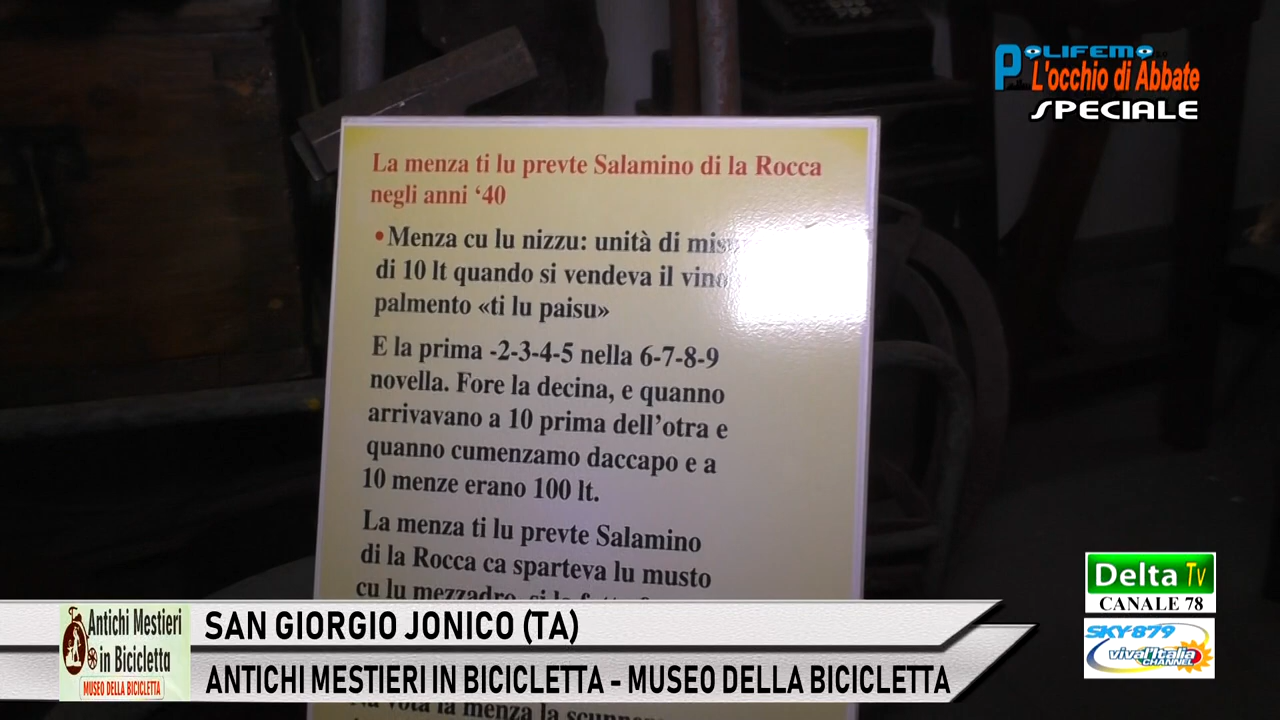 POLIFEMO
L'occhio di Abbate
SPECIALE
La menza ti lu prevte Salamino di la Rocca
negli anni ‘40
•Menza cu lu nizzu: unità di
di 10 lt quando si vendeva il vino
palmento «ti lu paisu»
E la prima -2-3-4-5 nella 6-7-8-9
novella. Fore la decina, e quanno
arrivavano a 10 prima dell’otra e
quanno cumenzamo daccapo e a
10 menze erano 100 lt.
La menza ti lu prevte Salamino
di la Rocca ca sparteva lu musto
cu lu mezzadro,
Delta Tv
CANALE 78
SKY-879
viva l'Italia
CHANNEL
Antichi Mestieri
in Bicicletta
MUSEO DELLA BICICLETTA
SAN GIORGIO JONICO (TA)
ANTICHI MESTIERI IN BICICLETTA - MUSEO DELLA BICICLETTA
la menza la